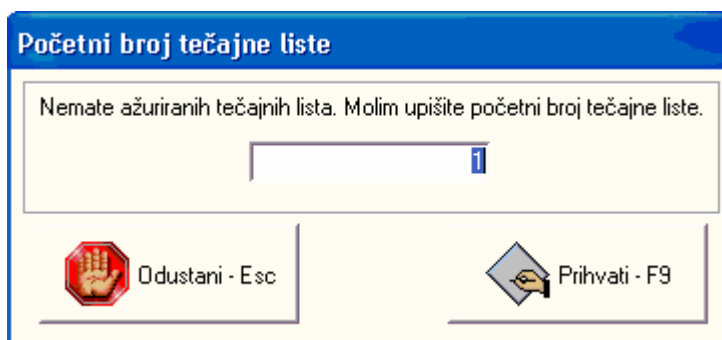 Početni broj tečajne liste
Nemate ažuriranih tečajnih lista. Molim upišite početni broj tečajne liste.
1
Odustani - Esc
Prihvati - F9